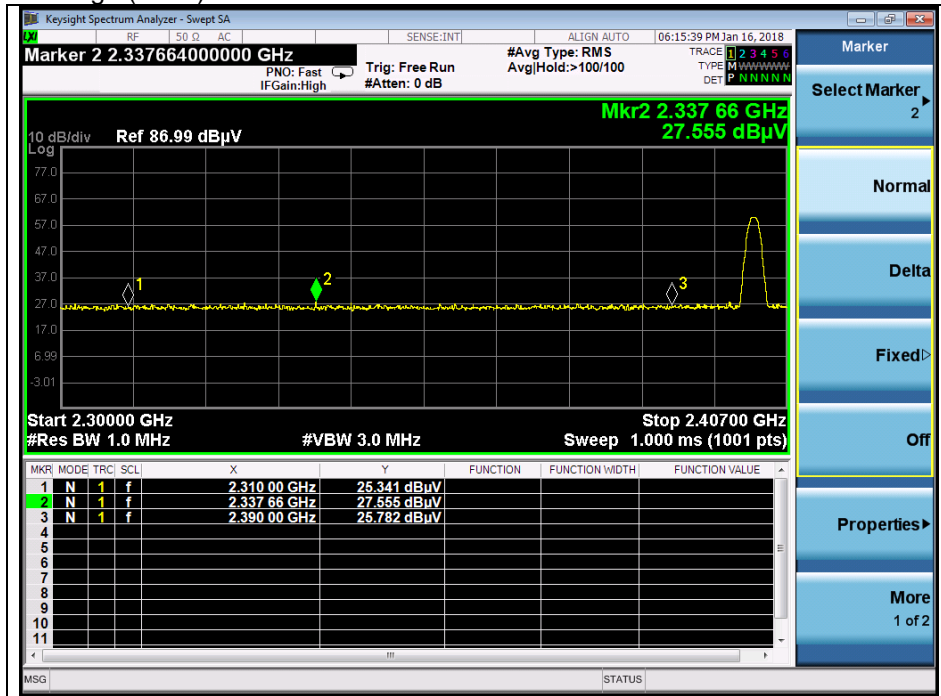 Keysight Spectrum Analyzer - Swept SA
LXI RF 50 Ω AC SENSE:INT ALIGN AUTO 06:15:39 PM Jan 16, 2018
Marker 2 2.337664000000 GHz
PNO: Fast
IFGain:High
Trig: Free Run
#Atten: 0 dB
#Avg Type: RMS
Avg|Hold:>100/100
TRACE 1 2 3 4 5 6
TYPE M WWWWW
DET P N N N N N
Mkr2 2.337 66 GHz
27.555 dBµV
10 dB/div Ref 86.99 dBµV
Log
77.0
67.0
57.0
47.0
37.0
27.0
17.0
6.99
-3.01
1
2
3
Start 2.30000 GHz Stop 2.40700 GHz
#Res BW 1.0 MHz #VBW 3.0 MHz Sweep 1.000 ms (1001 pts)
MKR MODE TRC SCL X Y FUNCTION FUNCTION WIDTH FUNCTION VALUE
1 N 1 f 2.310 00 GHz 25.341 dBµV
2 N 1 f 2.337 66 GHz 27.555 dBµV
3 N 1 f 2.390 00 GHz 25.782 dBµV
4
5
6
7
8
9
10
11
MSG STATUS
Marker
Select Marker
2
Normal
Delta
Fixed
Off
Properties
More
1 of 2